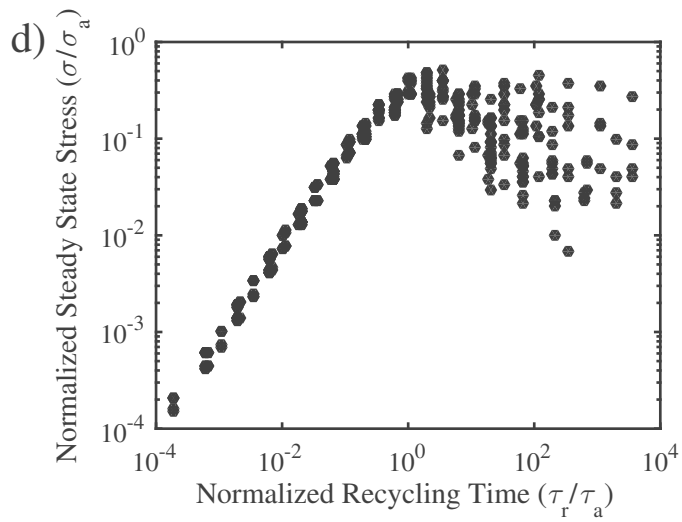 d)
Normalized Steady State Stress (σ/σ_a)
10^0
10^-1
10^-2
10^-3
10^-4
10^-4 10^-2 10^0 10^2 10^4
Normalized Recycling Time (τ_r/τ_a)